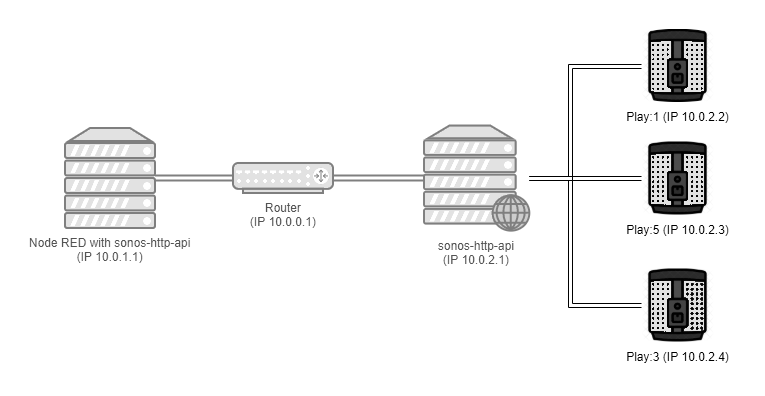 Node RED with sonos-http-api
(IP 10.0.1.1)
Router
(IP 10.0.0.1)
sonos-http-api
(IP 10.0.2.1)
Play:1 (IP 10.0.2.2)
Play:5 (IP 10.0.2.3)
Play:3 (IP 10.0.2.4)